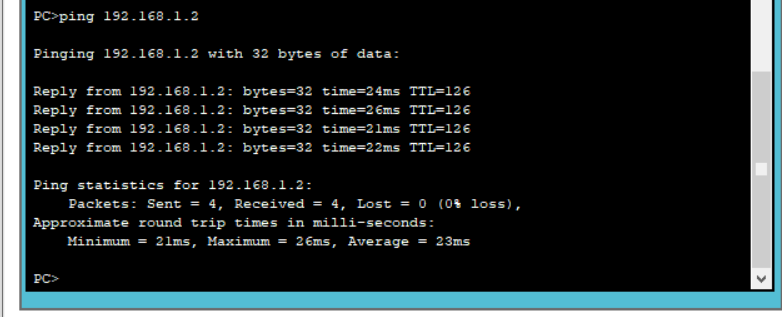 PC>ping 192.168.1.2
Pinging 192.168.1.2 with 32 bytes of data:
Reply from 192.168.1.2: bytes=32 time=24ms TTL=126
Reply from 192.168.1.2: bytes=32 time=26ms TTL=126
Reply from 192.168.1.2: bytes=32 time=21ms TTL=126
Reply from 192.168.1.2: bytes=32 time=22ms TTL=126
Ping statistics for 192.168.1.2:
Packets: Sent = 4, Received = 4, Lost = 0 (0% loss),
Approximate round trip times in milli-seconds:
Minimum = 21ms, Maximum = 26ms, Average = 23ms
PC>